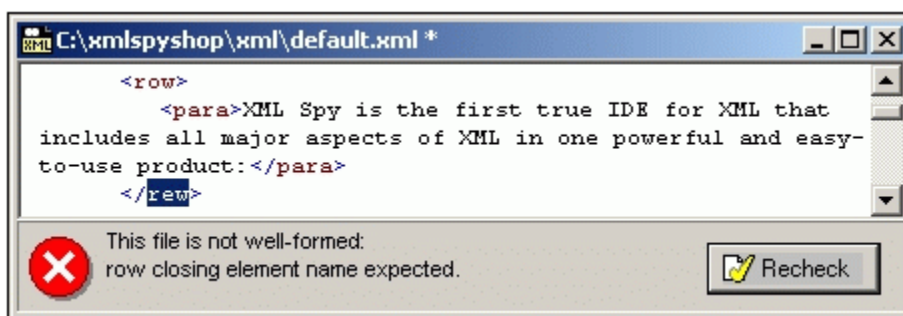 XML C:\xmlspyshop\xml\default.xml *
<row>
<para>XML Spy is the first true IDE for XML that
includes all major aspects of XML in one powerful and easy-
to-use product:</para>
</rew>
This file is not well-formed:
row closing element name expected.
Recheck